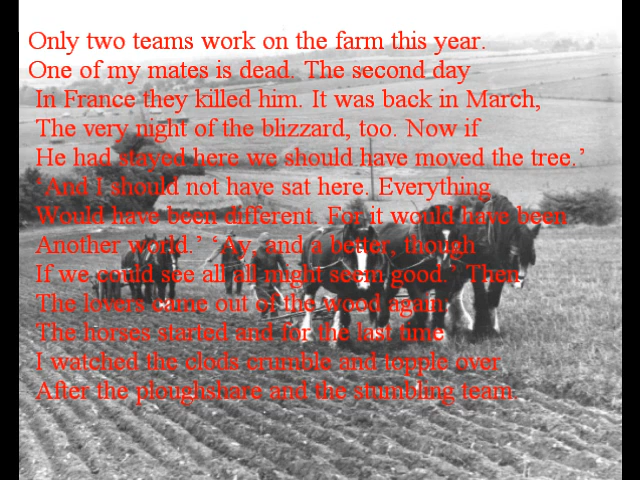 Only two teams work on the farm this year.
One of my mates is dead. The second day
In France they killed him. It was back in March,
The very night of the blizzard, too. Now if
He had stayed here we should have moved the tree.’
‘And I should not have sat here. Everything
Would have been different. For it would have been
Another world.’ ‘Ay, and a better, though
If we could see all all might seem good.’ Then
The lovers came out of the wood again:
The horses started and for the last time
I watched the clods crumble and topple over
After the ploughshare and the stumbling team.